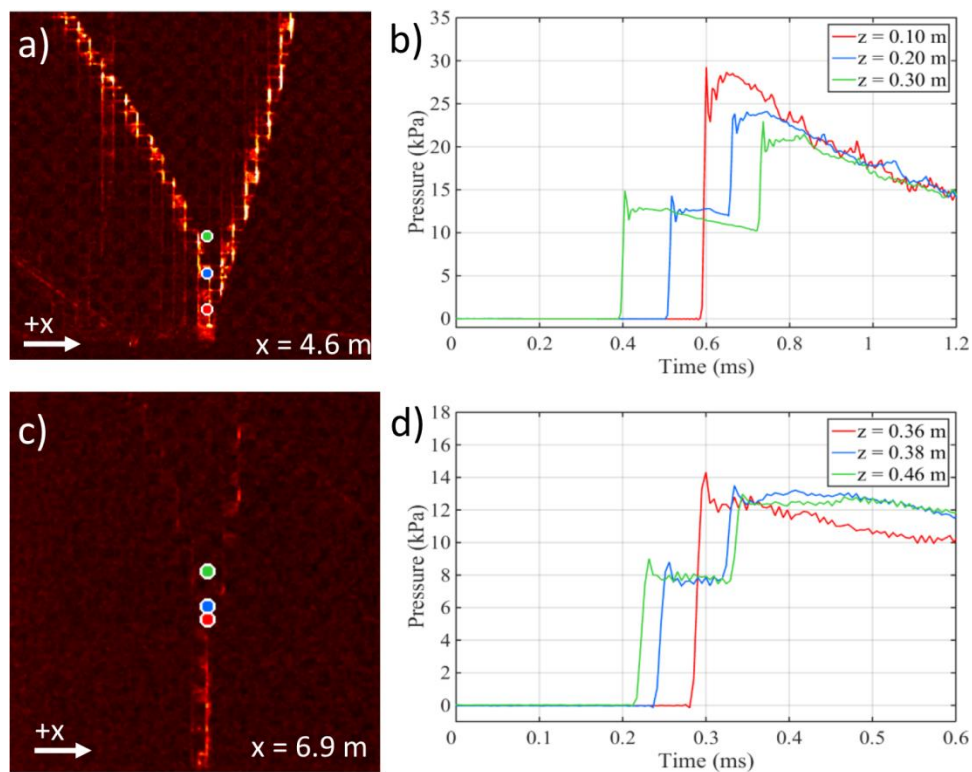 a)
+x
x = 4.6 m
b)
35
30
25
20
15
10
5
0
Pressure (kPa)
0
0.2
0.4
0.6
0.8
1
1.2
Time (ms)
z = 0.10 m
z = 0.20 m
z = 0.30 m
c)
+x
x = 6.9 m
d)
18
16
14
12
10
8
6
4
2
0
Pressure (kPa)
0
0.1
0.2
0.3
0.4
0.5
0.6
Time (ms)
z = 0.36 m
z = 0.38 m
z = 0.46 m